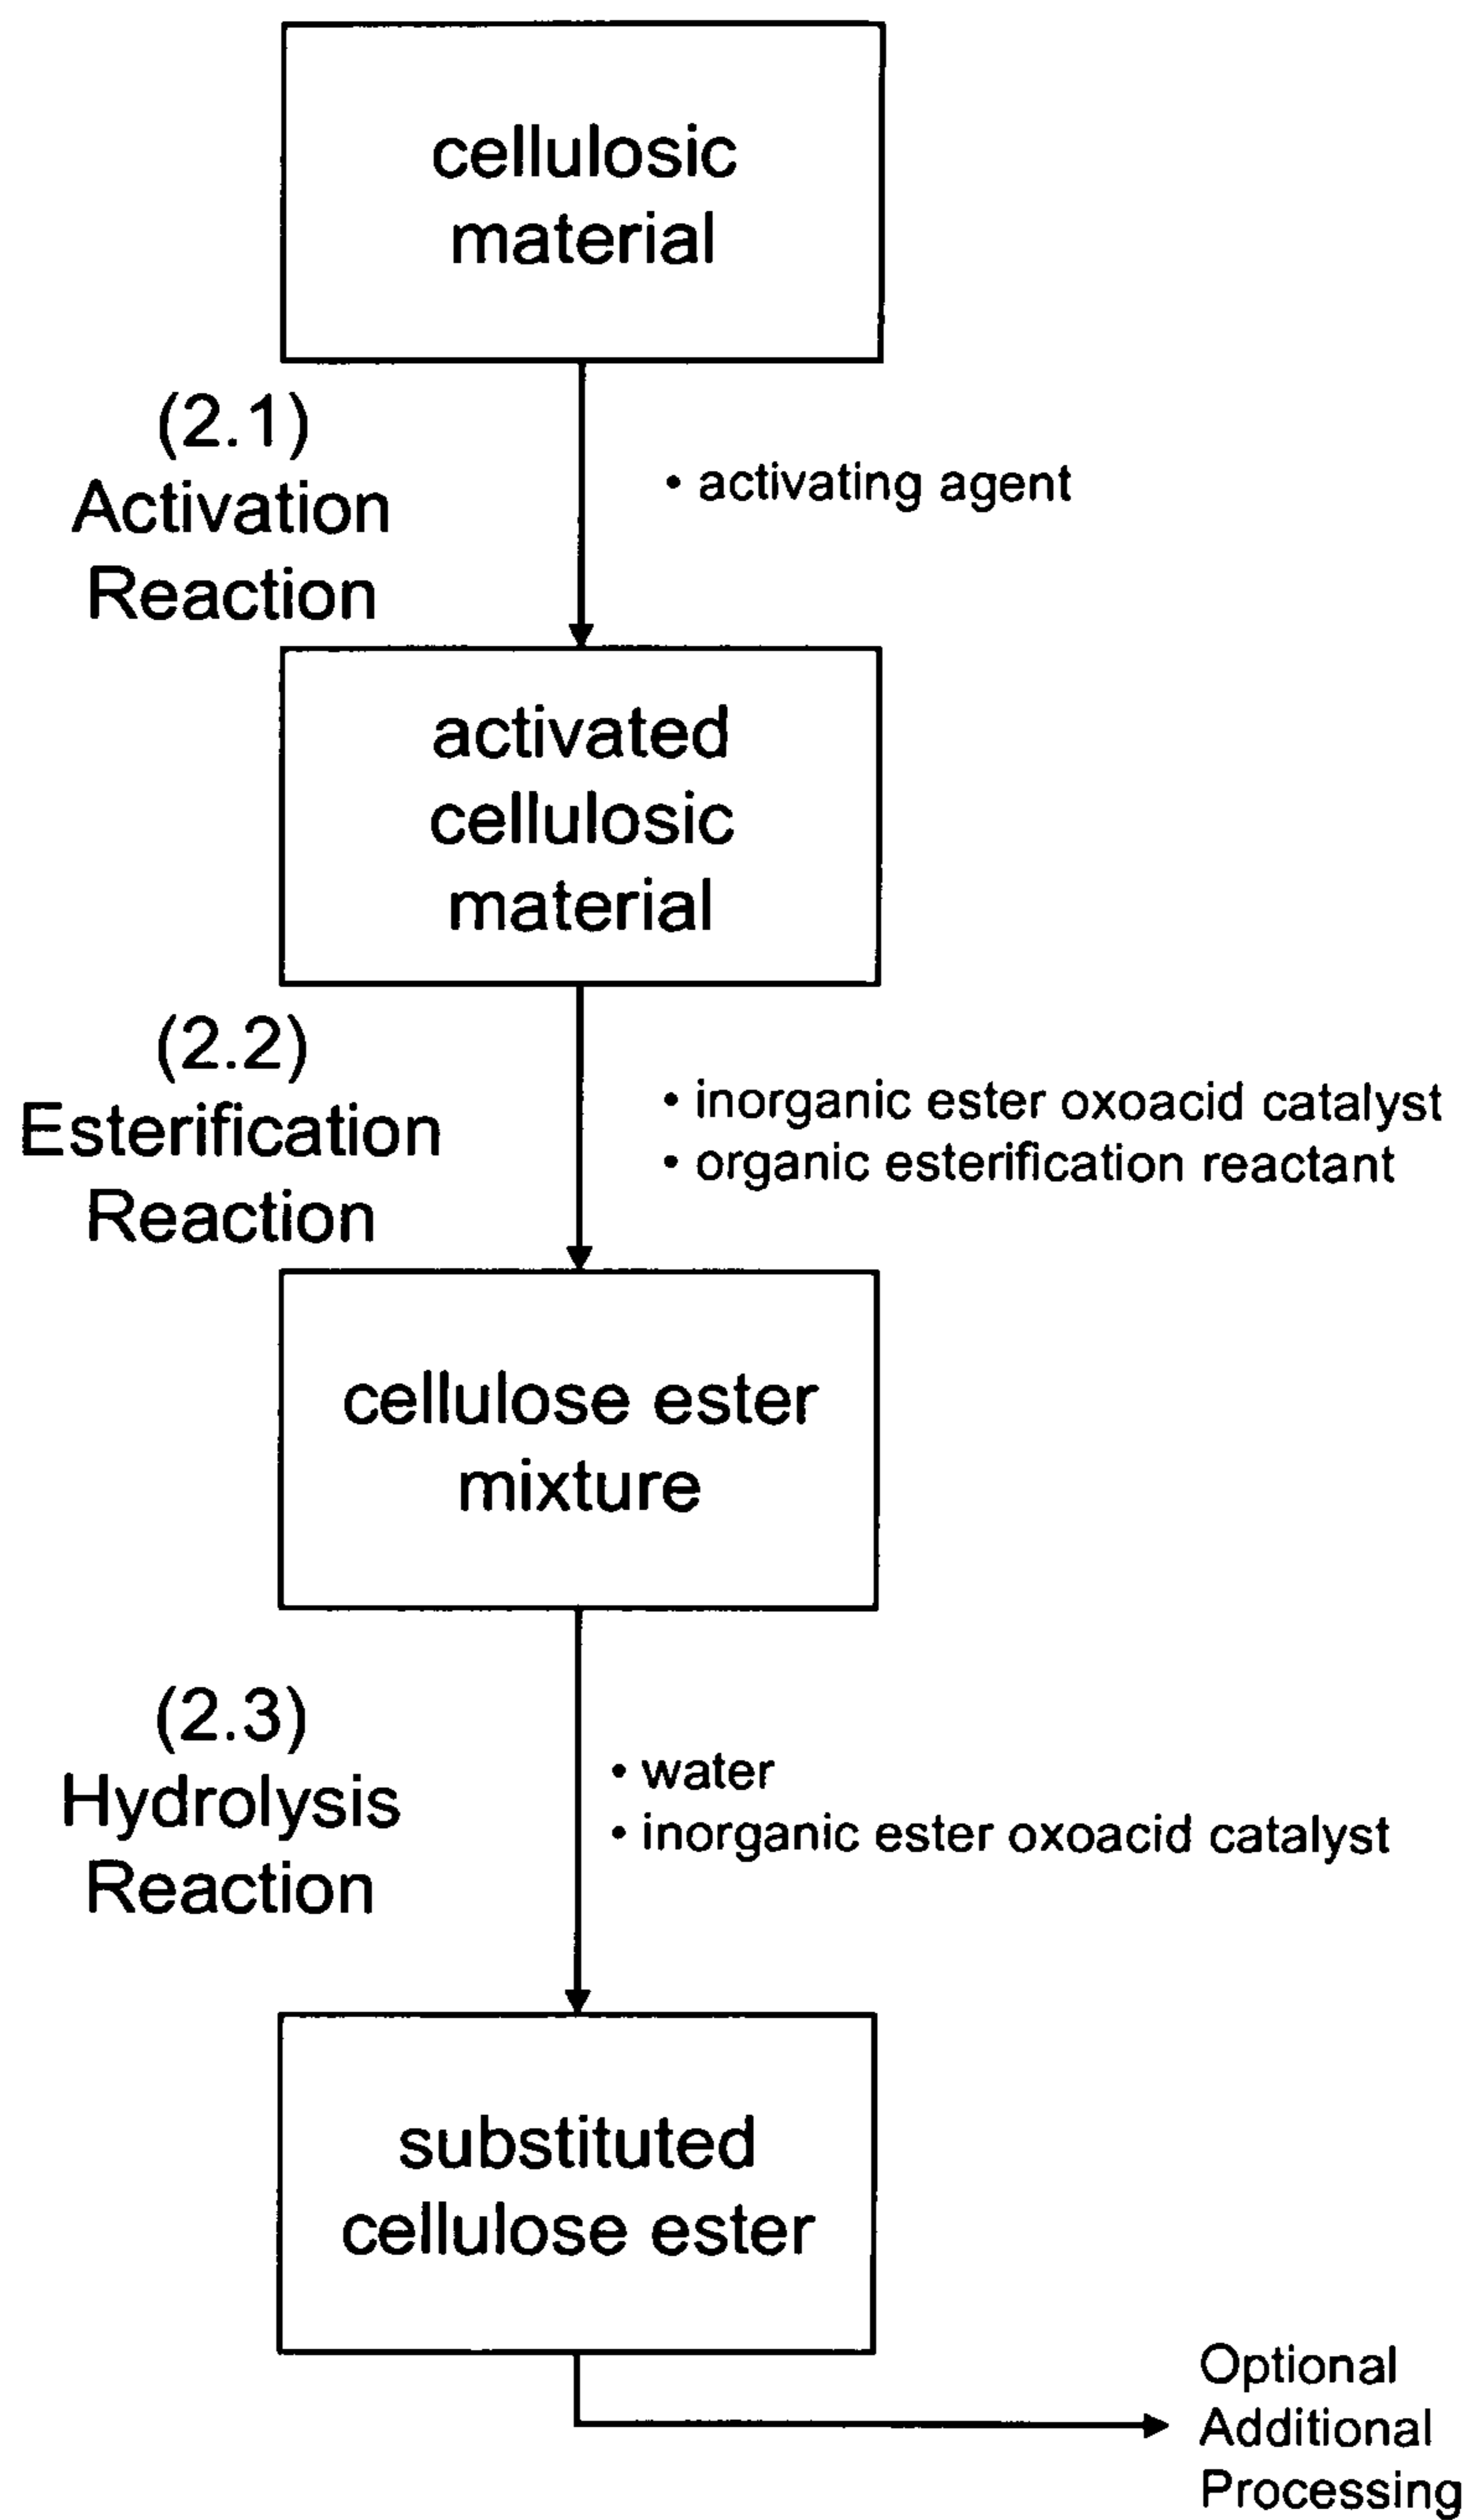 cellulosic
material
(2.1)
Activation
Reaction
• activating agent
activated
cellulosic
material
(2.2)
Esterification
Reaction
• inorganic ester oxoacid catalyst
• organic esterification reactant
cellulose ester
mixture
(2.3)
Hydrolysis
Reaction
• water
• inorganic ester oxoacid catalyst
substituted
cellulose ester
Optional
Additional
Processing